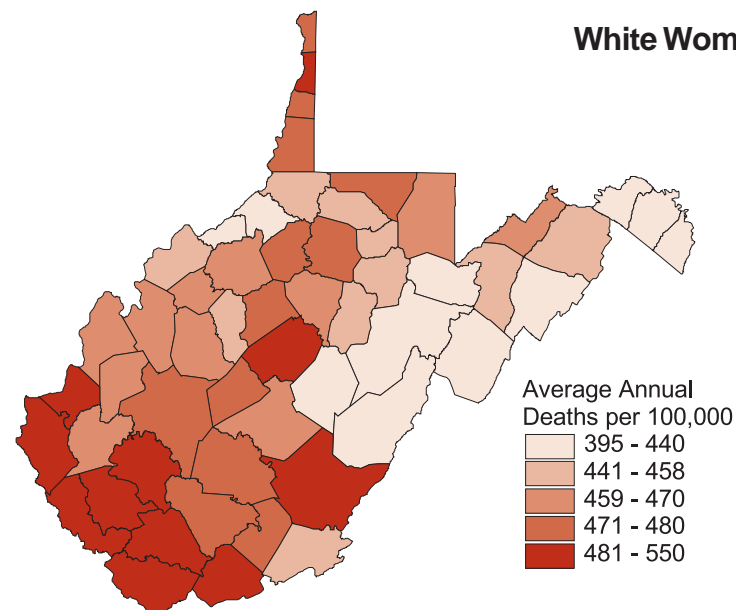 White Wom
Average Annual
Deaths per 100,000
395 - 440
441 - 458
459 - 470
471 - 480
481 - 550